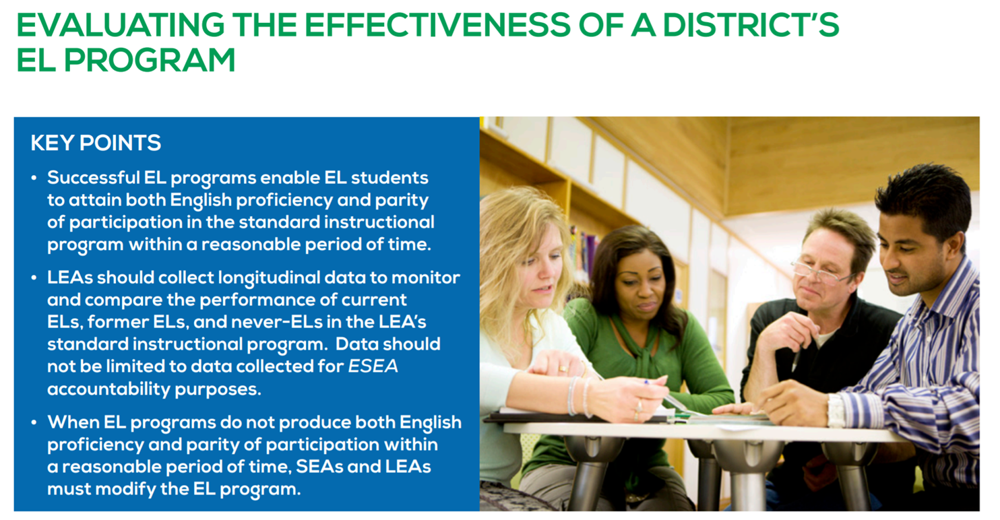 EVALUATING THE EFFECTIVENESS OF A DISTRICT'S
EL PROGRAM
KEY POINTS
• Successful EL programs enable EL students
to attain both English proficiency and parity
of participation in the standard instructional
program within a reasonable period of time.
• LEAs should collect longitudinal data to monitor
and compare the performance of current
ELs, former ELs, and never-ELs in the LEA's
standard instructional program. Data should
not be limited to data collected for ESEA
accountability purposes.
• When EL programs do not produce both English
proficiency and parity of participation within
a reasonable period of time, SEAs and LEAs
must modify the EL program.